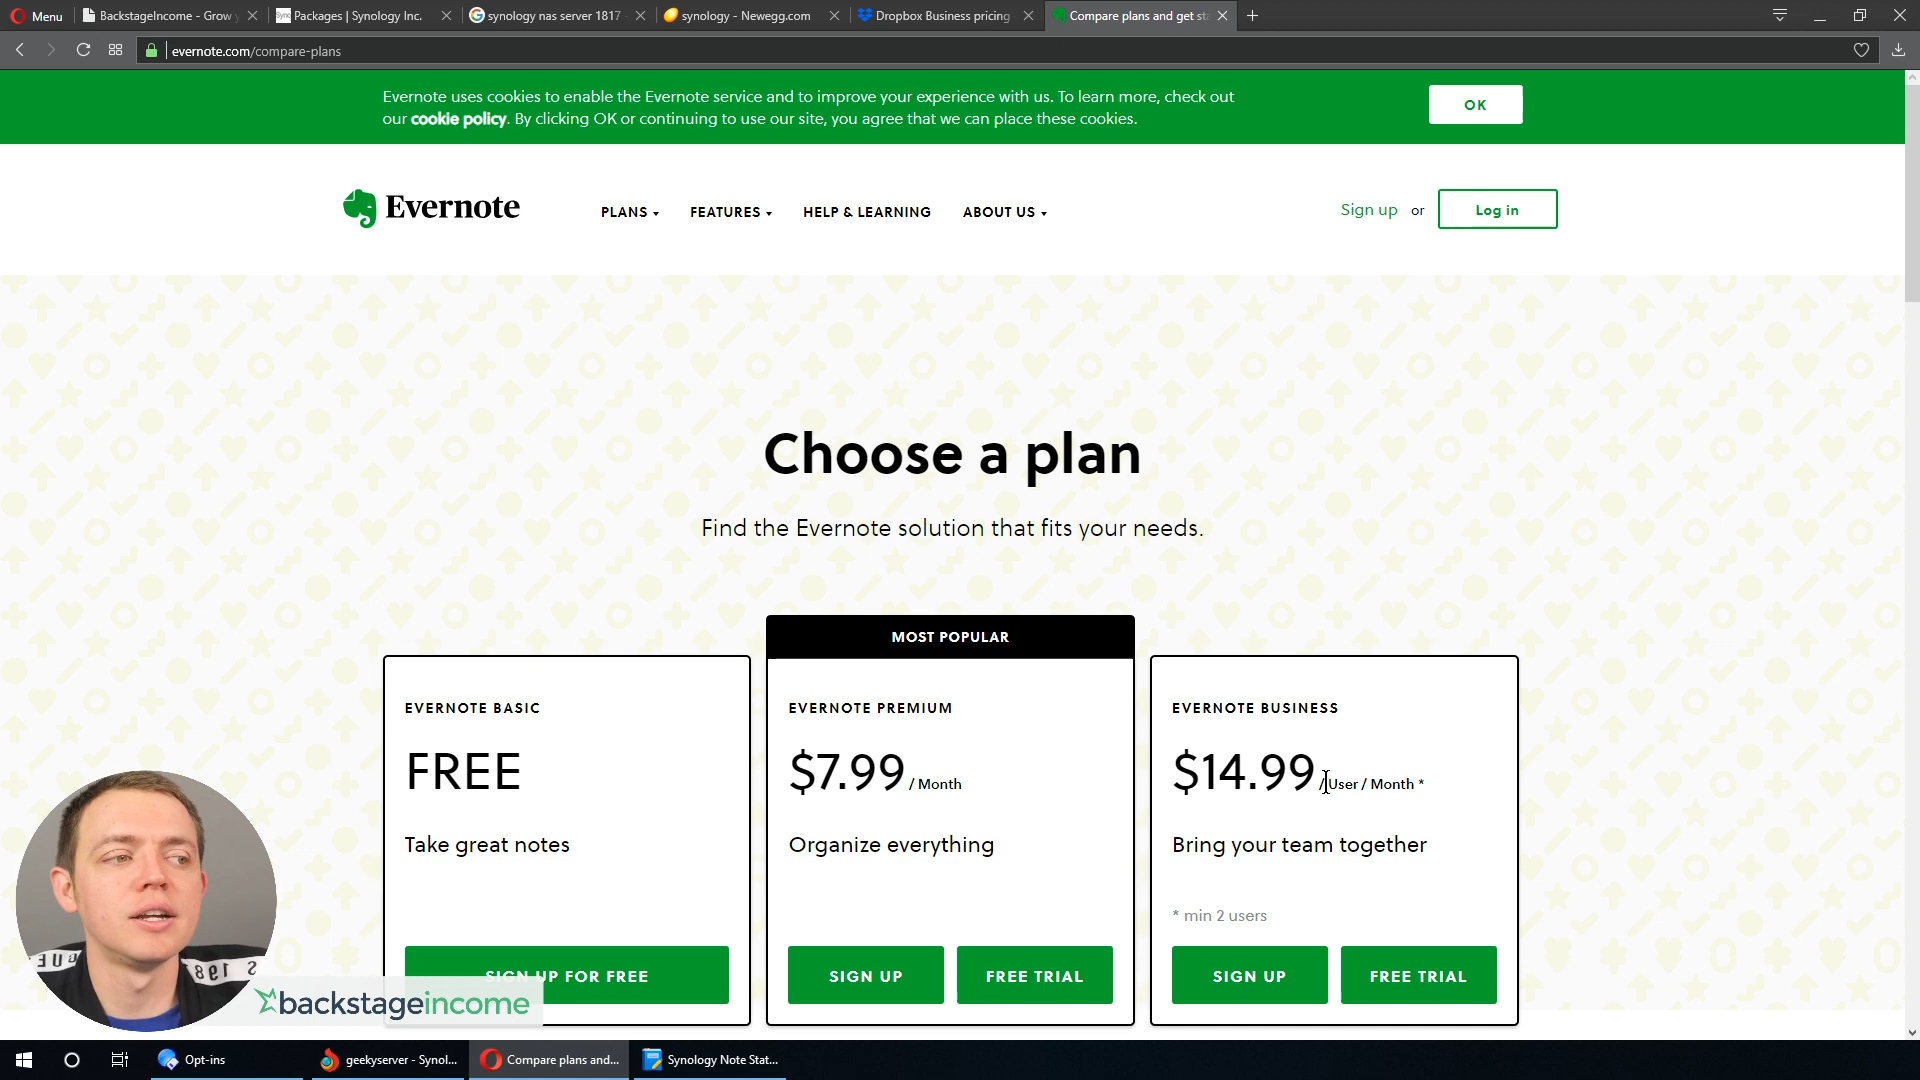 Menu
BackstageIncome - Grow
Packages | Synology Inc.
synology nas server 1817
synology - Newegg.com
Dropbox Business pricing
Compare plans and get sta
evernote.com/compare-plans
Evernote uses cookies to enable the Evernote service and to improve your experience with us. To learn more, check out
our cookie policy. By clicking OK or continuing to use our site, you agree that we can place these cookies.
OK
Evernote
PLANS
FEATURES
HELP & LEARNING
ABOUT US
Sign up or
Log in
Choose a plan
Find the Evernote solution that fits your needs.
MOST POPULAR
EVERNOTE BASIC
FREE
Take great notes
SIGN UP FOR FREE
EVERNOTE PREMIUM
$7.99 / Month
Organize everything
SIGN UP
FREE TRIAL
EVERNOTE BUSINESS
$14.99 / User / Month *
Bring your team together
* min 2 users
SIGN UP
FREE TRIAL
backstageincome
Opt-ins
geekyserver - Synol...
Compare plans and...
Synology Note Stat...